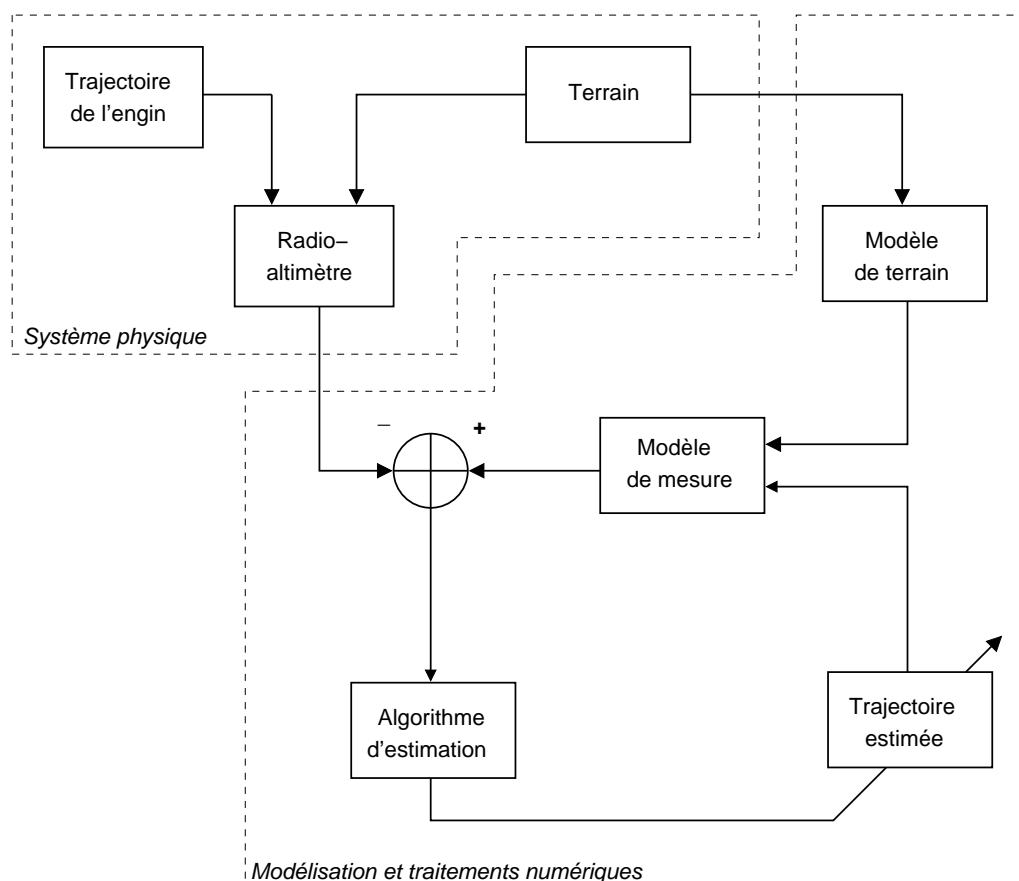 Trajectoire
de l'engin
Terrain
Radio−
altimètre
Modèle
de terrain
Système physique
− +
Modèle
de mesure
Algorithme
d'estimation
Trajectoire
estimée
Modélisation et traitements numériques